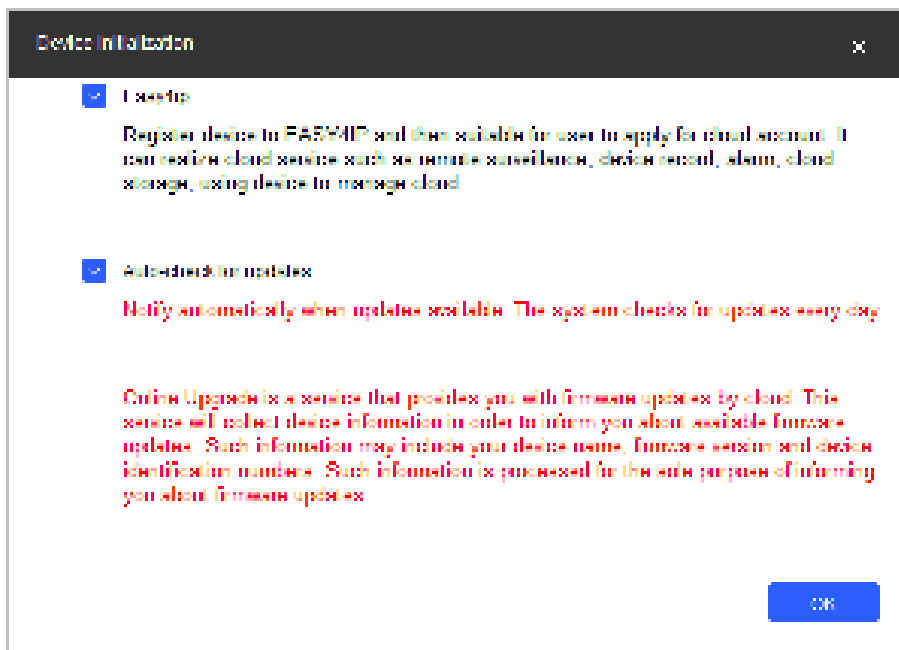 Device Initialization
Easy4ip
Register device to EASY4IP and then suitable for user to apply for cloud account. It
can realize cloud service such as remote surveillance, device record, alarm, cloud
storage, using device to manage cloud
Auto-check for updates
Notify automatically when updates available. The system checks for updates every day
Online Upgrade is a service that provides you with firmware updates by cloud. This
service will collect device information in order to inform you about available firmware
updates. Such information may include your device name, firmware version and device
identification numbers. Such information is processed for the sole purpose of informing
you about firmware updates
OK